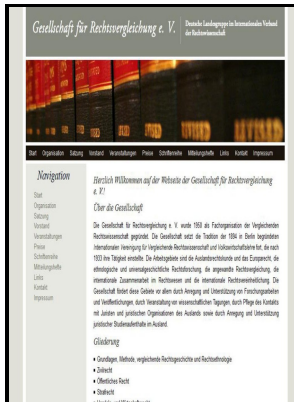 Gesellschaft für Rechtsvergleichung e. V.
Deutsche Landesgruppe im Internationalen Verband
der Rechtswissenschaft
Start Organisation Satzung Vorstand Veranstaltungen Preise Schriftenreihe Mitteilungshefte Links Kontakt Impressum
Navigation
Start
Organisation
Satzung
Vorstand
Veranstaltungen
Preise
Schriftenreihe
Mitteilungshefte
Links
Kontakt
Impressum
Herzlich Willkommen auf der Webseite der Gesellschaft für Rechtsvergleichung
e. V.!
Über die Gesellschaft
Die Gesellschaft für Rechtsvergleichung e. V. wurde 1950 als Fachorganisation der Vergleichenden
Rechtswissenschaft gegründet. Die Gesellschaft setzt die Tradition der 1894 in Berlin begründeten
Internationalen Vereinigung für Vergleichende Rechtswissenschaft und Volkswirtschaftslehre fort, die nach
1933 ihre Tätigkeit einstellte. Die Arbeitsgebiete sind die Auslandsrechtskunde und das Europarecht, die
ethnologische und universalgeschichtliche Rechtsforschung, die angewandte Rechtsvergleichung, die
internationale Zusammenarbeit im Rechtswesen und die internationale Rechtsvereinheitlichung. Die
Gesellschaft fördert diese Gebiete vor allem durch Anregung und Unterstützung von Forschungsarbeiten
und Veröffentlichungen, durch Veranstaltung von wissenschaftlichen Tagungen, durch Pflege des Kontakts
mit Juristen und juristischen Organisationen des Auslands sowie durch Anregung und Unterstützung
juristischer Studienaufenthalte im Ausland.
Gliederung
• Grundlagen, Methode, vergleichende Rechtsgeschichte und Rechtsethnologie
• Zivilrecht
• Öffentliches Recht
• Strafrecht